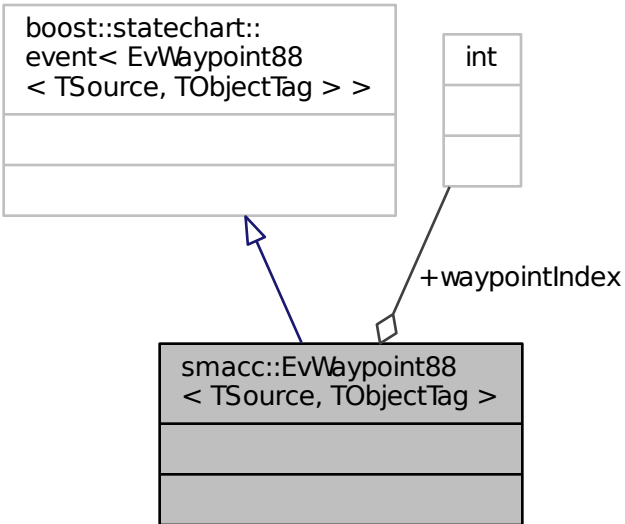 boost::statechart::
event< EvWaypoint88
< TSource, TObjectTag > >
int
+waypointIndex
smacc::EvWaypoint88
< TSource, TObjectTag >